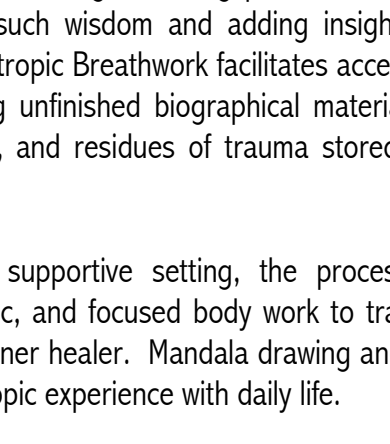 such wisdom and adding insigh
tropic Breathwork facilitates acce
g unfinished biographical materi
, and residues of trauma stored
supportive setting, the proces
c, and focused body work to tra
ner healer. Mandala drawing an
opic experience with daily life.